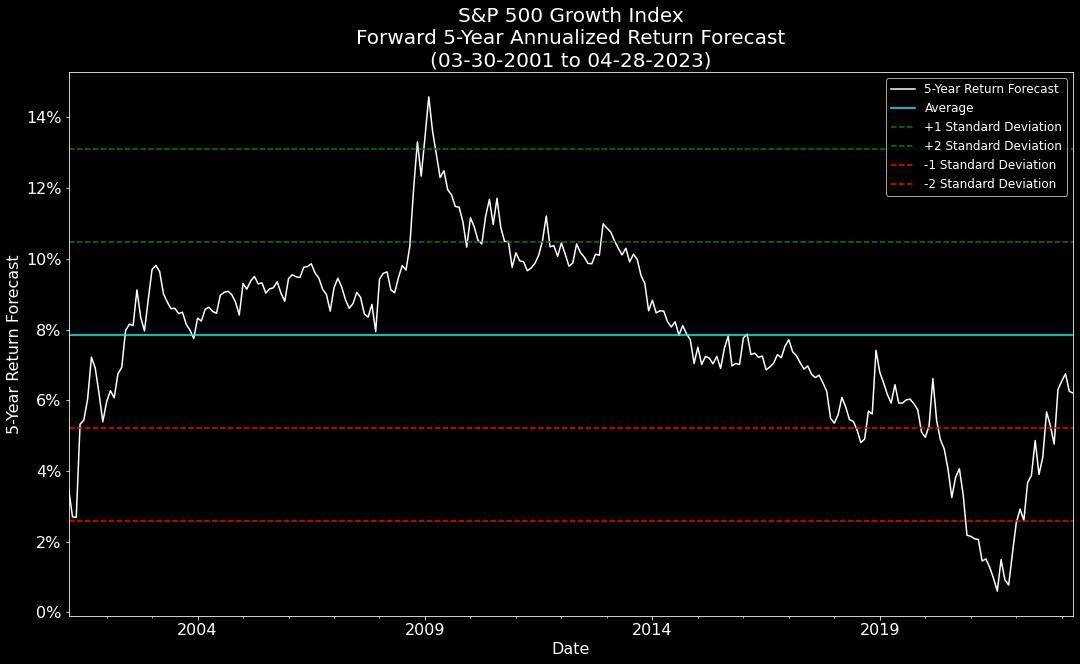 S&P 500 Growth Index
Forward 5-Year Annualized Return Forecast
(03-30-2001 to 04-28-2023)
5-Year Return Forecast
Average
+1 Standard Deviation
+2 Standard Deviation
-1 Standard Deviation
-2 Standard Deviation
14%
12%
10%
8%
6%
4%
2%
0%
5-Year Return Forecast
2004
2009
2014
2019
Date